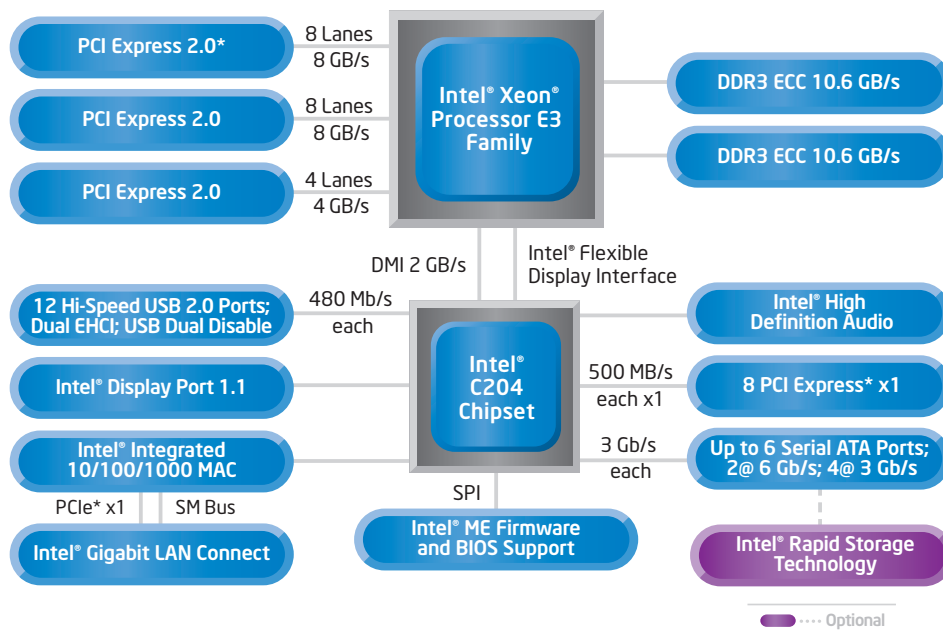 PCI Express 2.0*
8 Lanes
8 GB/s
PCI Express 2.0
8 Lanes
8 GB/s
PCI Express 2.0
4 Lanes
4 GB/s
Intel® Xeon®
Processor E3
Family
DDR3 ECC 10.6 GB/s
DDR3 ECC 10.6 GB/s
DMI 2 GB/s
Intel® Flexible
Display Interface
12 Hi-Speed USB 2.0 Ports;
Dual EHCI; USB Dual Disable
480 Mb/s
each
Intel® High
Definition Audio
Intel® Display Port 1.1
Intel®
C204
Chipset
500 MB/s
each x1
8 PCI Express* x1
Intel® Integrated
10/100/1000 MAC
3 Gb/s
each
Up to 6 Serial ATA Ports;
2@ 6 Gb/s; 4@ 3 Gb/s
PCIe* x1
SM Bus
SPI
Intel® Gigabit LAN Connect
Intel® ME Firmware
and BIOS Support
Intel® Rapid Storage
Technology
Optional